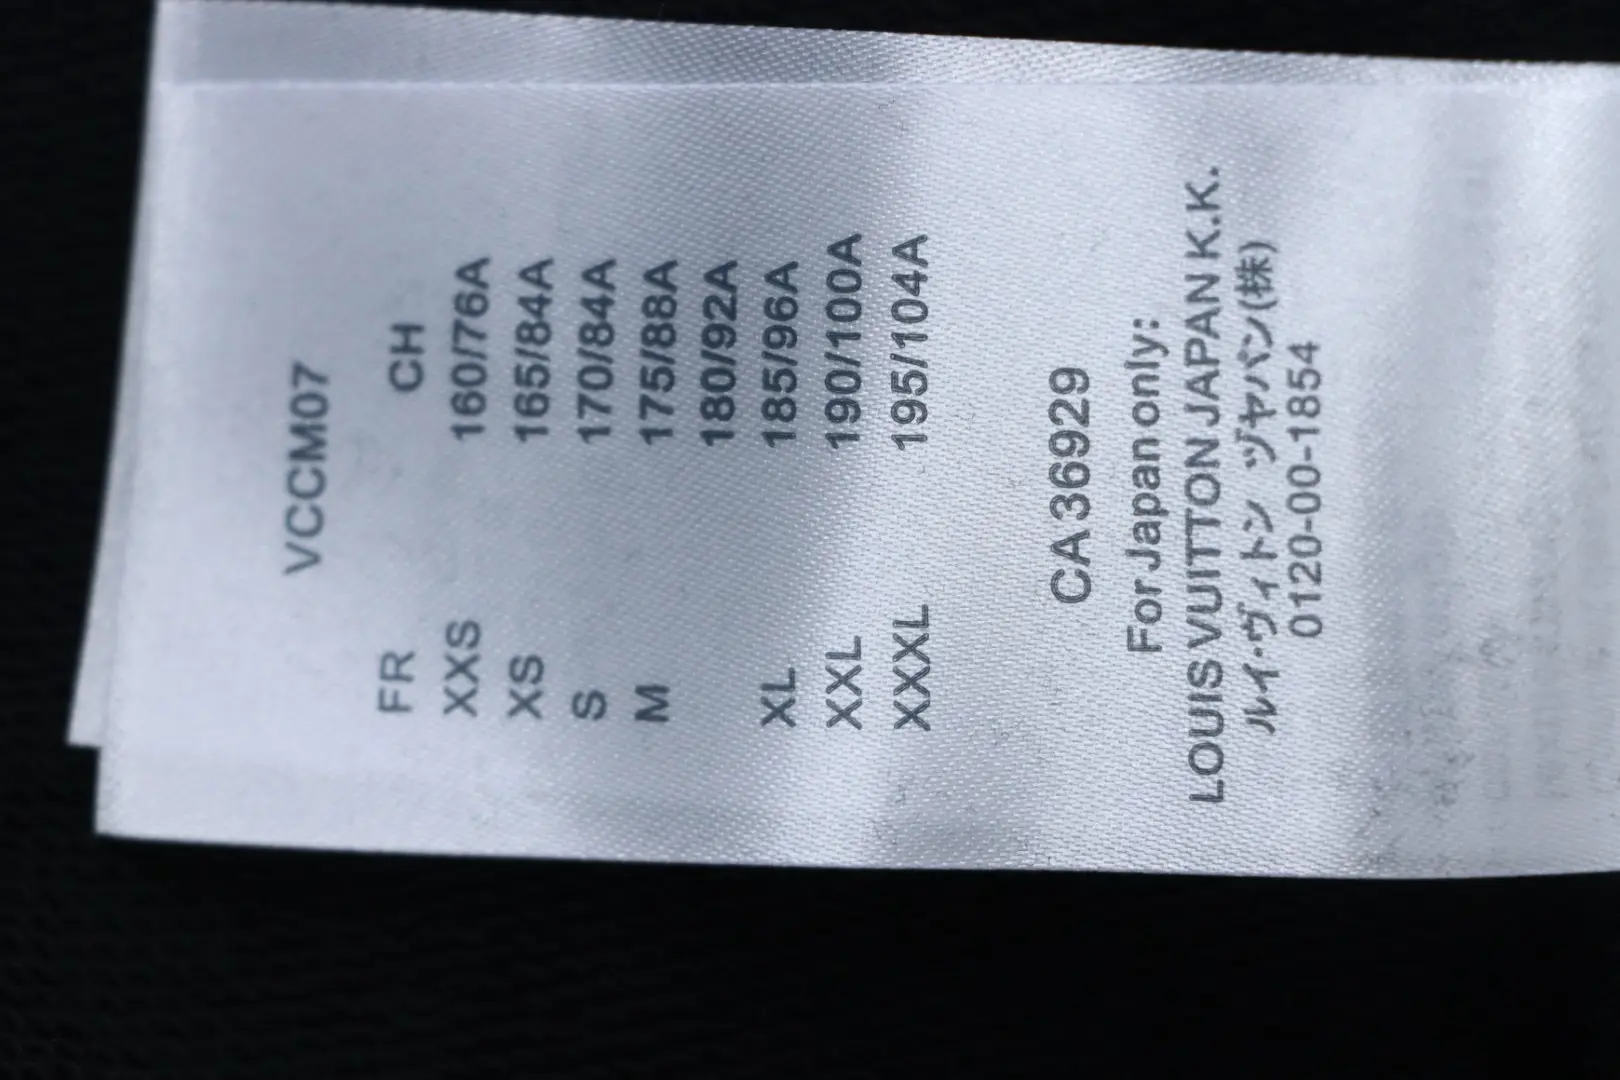 VCCM07
FR CH
XXS 160/76A
XS 165/84A
S 170/84A
M 175/88A
180/92A
XL 185/96A
XXL 190/100A
XXXL 195/104A
CA 36929
For Japan only:
LOUIS VUITTON JAPAN K.K.
ルイ・ヴィトン ヅャパン(株)
0120-00-1854